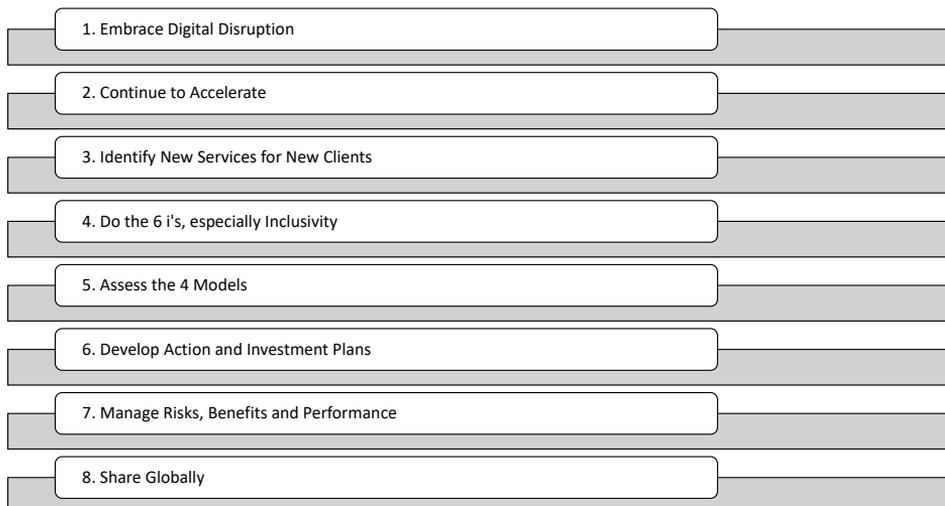 1. Embrace Digital Disruption
2. Continue to Accelerate
3. Identify New Services for New Clients
4. Do the 6 i's, especially Inclusivity
5. Assess the 4 Models
6. Develop Action and Investment Plans
7. Manage Risks, Benefits and Performance
8. Share Globally